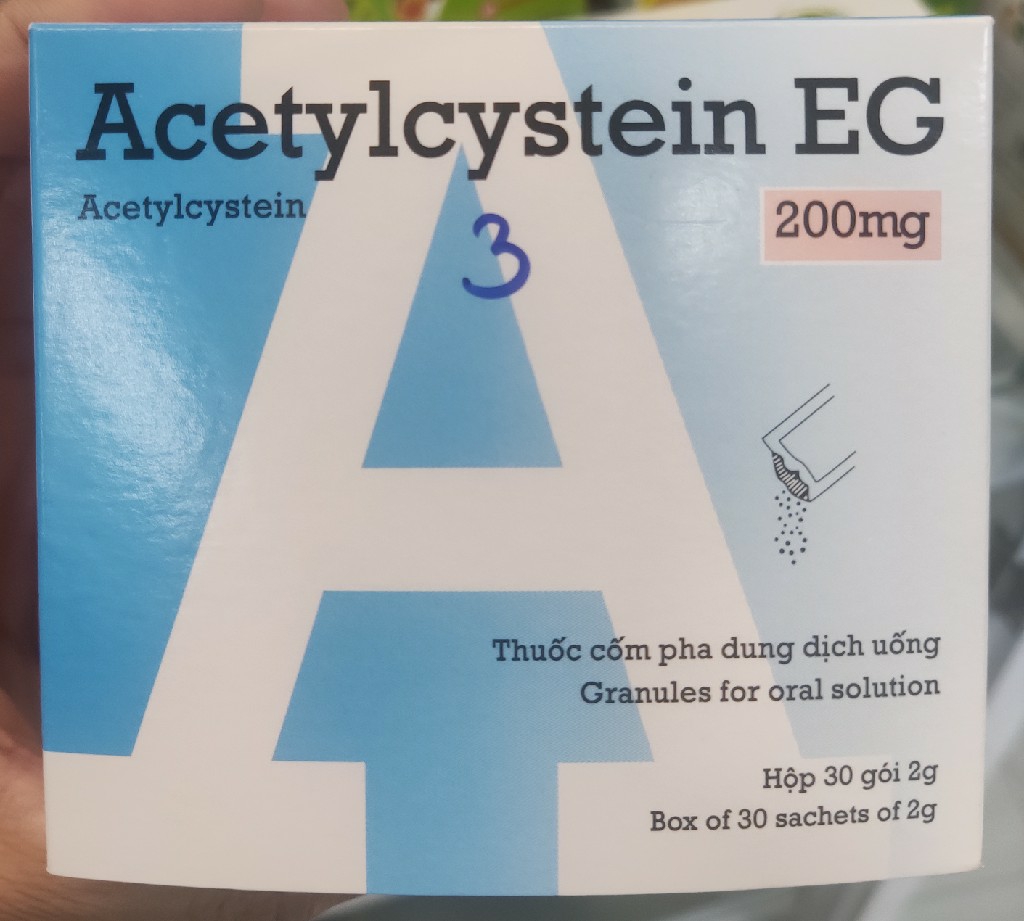 Acetylcystein EG
Acetylcystein
200mg
3
Thuốc cốm pha dung dịch uống
Granules for oral solution
Hộp 30 gói 2g
Box of 30 sachets of 2g